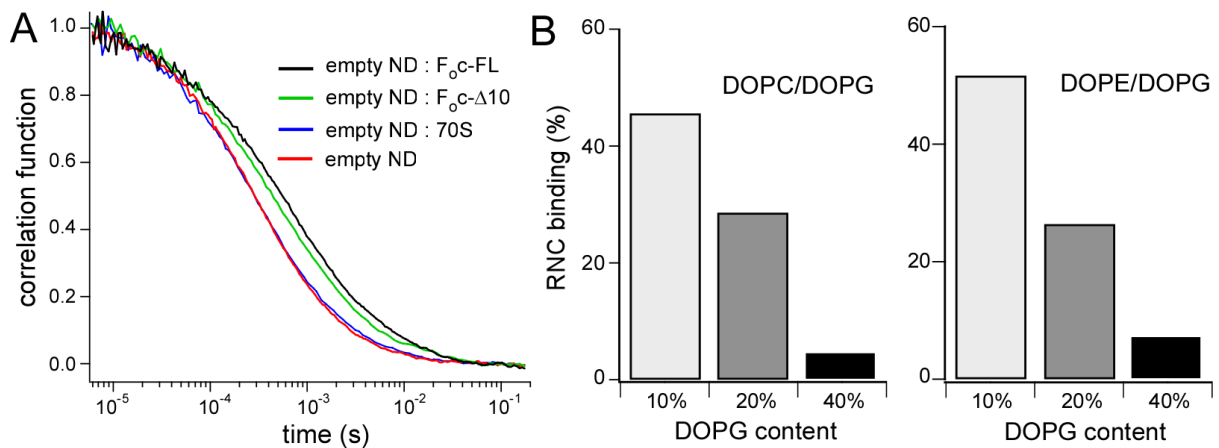 A
correlation function
1.0
0.8
0.6
0.4
0.2
0.0
empty ND : Foc-FL
empty ND : Foc-Δ10
empty ND : 70S
empty ND
10-5
10-4
10-3
10-2
10-1
time (s)
B
RNC binding (%)
60
40
20
0
DOPC/DOPG
10%
20%
40%
DOPG content
60
40
20
0
DOPE/DOPG
10%
20%
40%
DOPG content